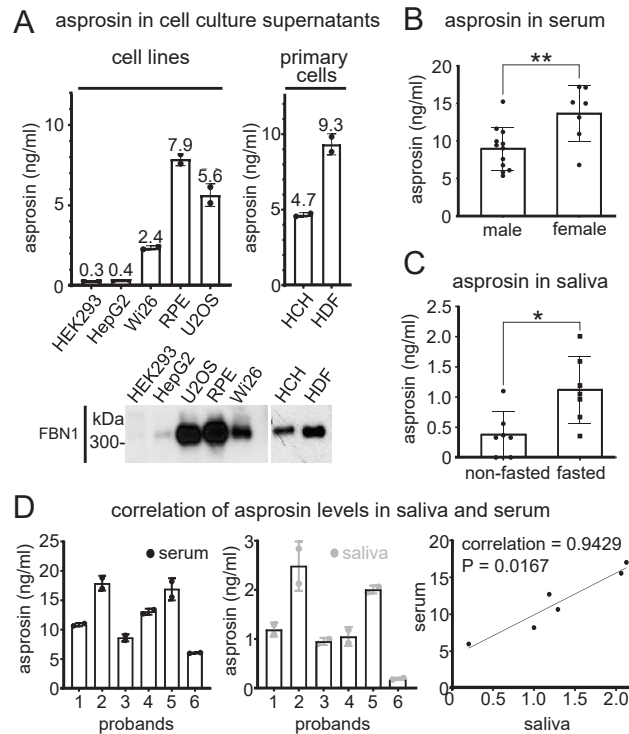 A asprosin in cell culture supernatants
cell lines
primary
cells
asprosin (ng/ml)
10
5
0
0.3
0.4
2.4
7.9
5.6
HEK293
HepG2
Wi26
RPE
U2OS
asprosin (ng/ml)
10
5
0
4.7
9.3
HCH
HDF
HEK293
HepG2
U2OS
RPE
Wi26
HCH
HDF
FBN1
kDa
300-
B asprosin in serum
asprosin (ng/ml)
20
15
10
5
0
**
male female
C asprosin in saliva
asprosin (ng/ml)
2.5
2.0
1.5
1.0
0.5
0
*
non-fasted fasted
D correlation of asprosin levels in saliva and serum
asprosin (ng/ml)
25
20
15
10
5
0
serum
1 2 3 4 5 6
probands
asprosin (ng/ml)
3
2
1
0
saliva
1 2 3 4 5 6
probands
serum
20
15
10
5
0
correlation = 0.9429
P = 0.0167
0 0.5 1.0 1.5 2.0
saliva